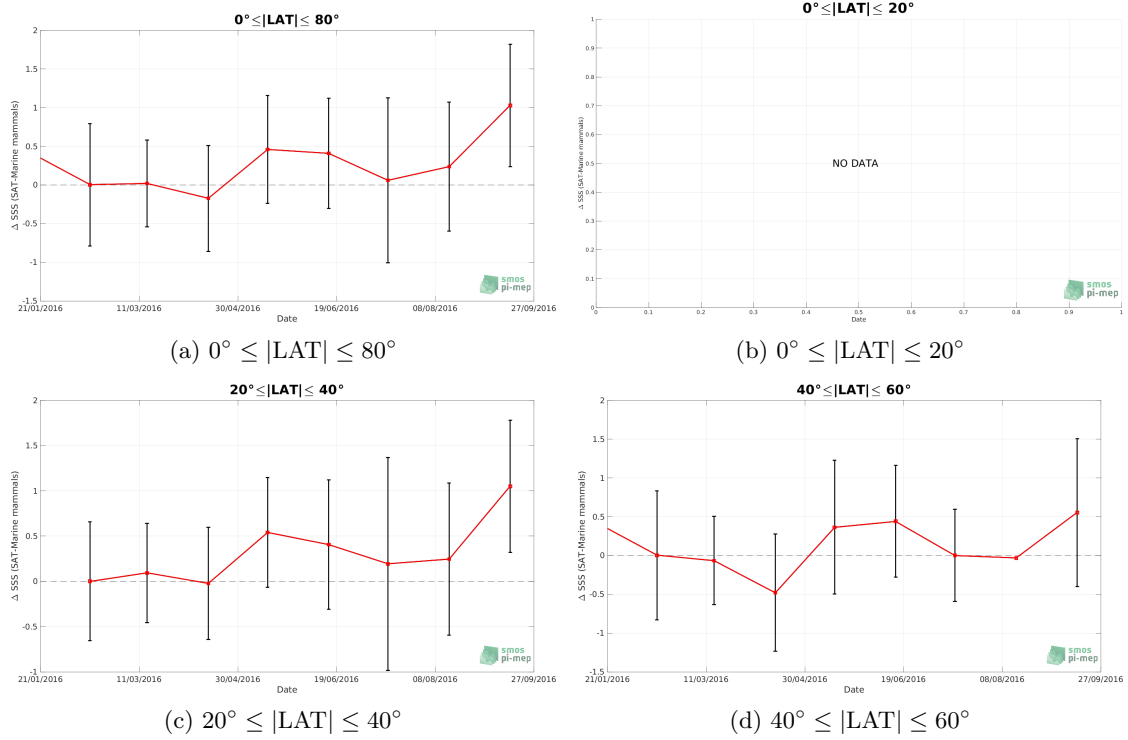 0°≤|LAT|≤ 80°
2
1.5
1
0.5
0
-0.5
-1
-1.5
Δ SSS (SAT-Marine mammals)
21/01/2016 11/03/2016 30/04/2016 19/06/2016 08/08/2016 27/09/2016
Date
smos
pi-mep
(a) 0° ≤ |LAT| ≤ 80°
0°≤|LAT|≤ 20°
1
0.9
0.8
0.7
0.6
0.5
0.4
0.3
0.2
0.1
0
Δ SSS (SAT-Marine mammals)
NO DATA
0 0.1 0.2 0.3 0.4 0.5 0.6 0.7 0.8 0.9 1
Date
smos
pi-mep
(b) 0° ≤ |LAT| ≤ 20°
20°≤|LAT|≤ 40°
2
1.5
1
0.5
0
-0.5
-1
Δ SSS (SAT-Marine mammals)
21/01/2016 11/03/2016 30/04/2016 19/06/2016 08/08/2016 27/09/2016
Date
smos
pi-mep
(c) 20° ≤ |LAT| ≤ 40°
40°≤|LAT|≤ 60°
2
1.5
1
0.5
0
-0.5
-1
-1.5
Δ SSS (SAT-Marine mammals)
21/01/2016 11/03/2016 30/04/2016 19/06/2016 08/08/2016 27/09/2016
Date
smos
pi-mep
(d) 40° ≤ |LAT| ≤ 60°